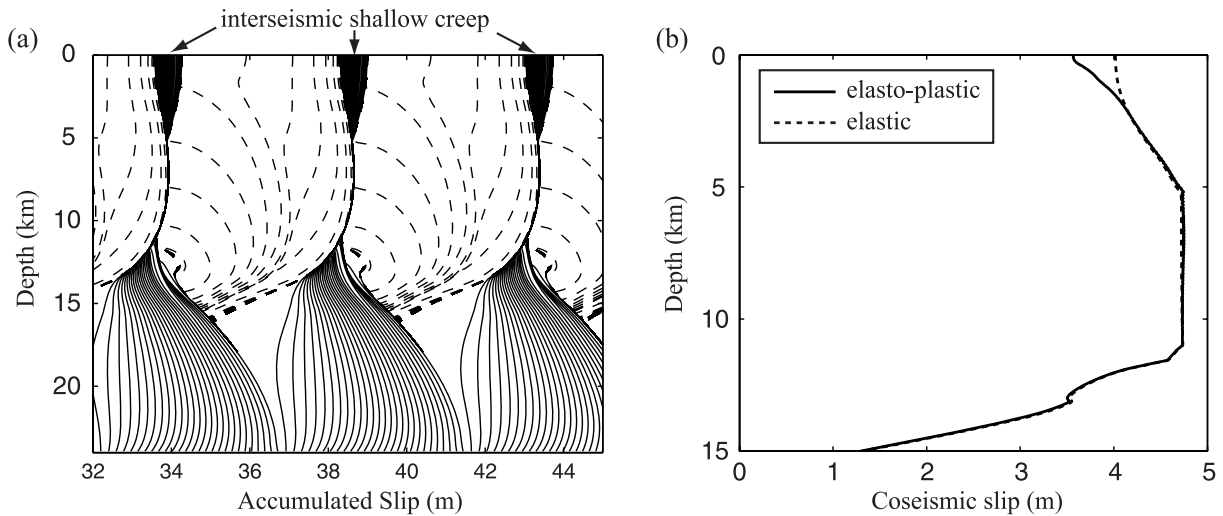 interseismic shallow creep
(a)
(b)
0
5
10
15
20
Depth (km)
32
34
36
38
40
42
44
Accumulated Slip (m)
elasto-plastic
elastic
0
5
10
15
Depth (km)
0
1
2
3
4
5
Coseismic slip (m)